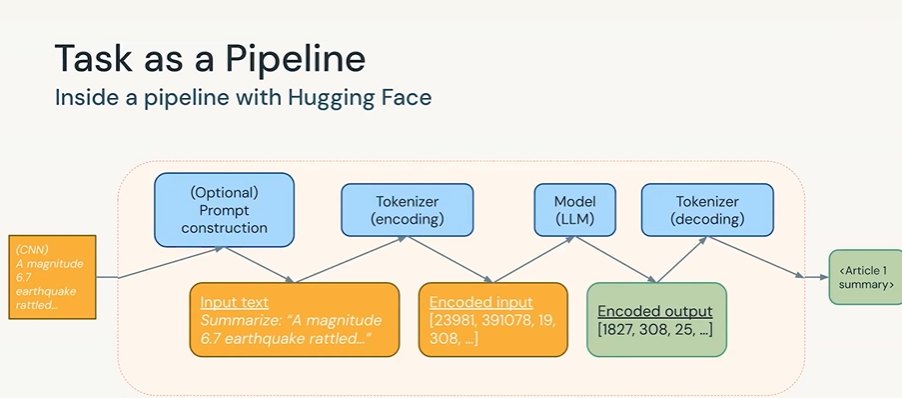 Task as a Pipeline
Inside a pipeline with Hugging Face
(CNN)
A magnitude
6.7
earthquake
rattled...
(Optional)
Prompt
construction
Input text
Summarize: “A magnitude
6.7 earthquake rattled...”
Tokenizer
(encoding)
Encoded input
[23981, 391078, 19,
308, ...]
Model
(LLM)
Encoded output
[1827, 308, 25, ...]
Tokenizer
(decoding)
<Article 1
summary>